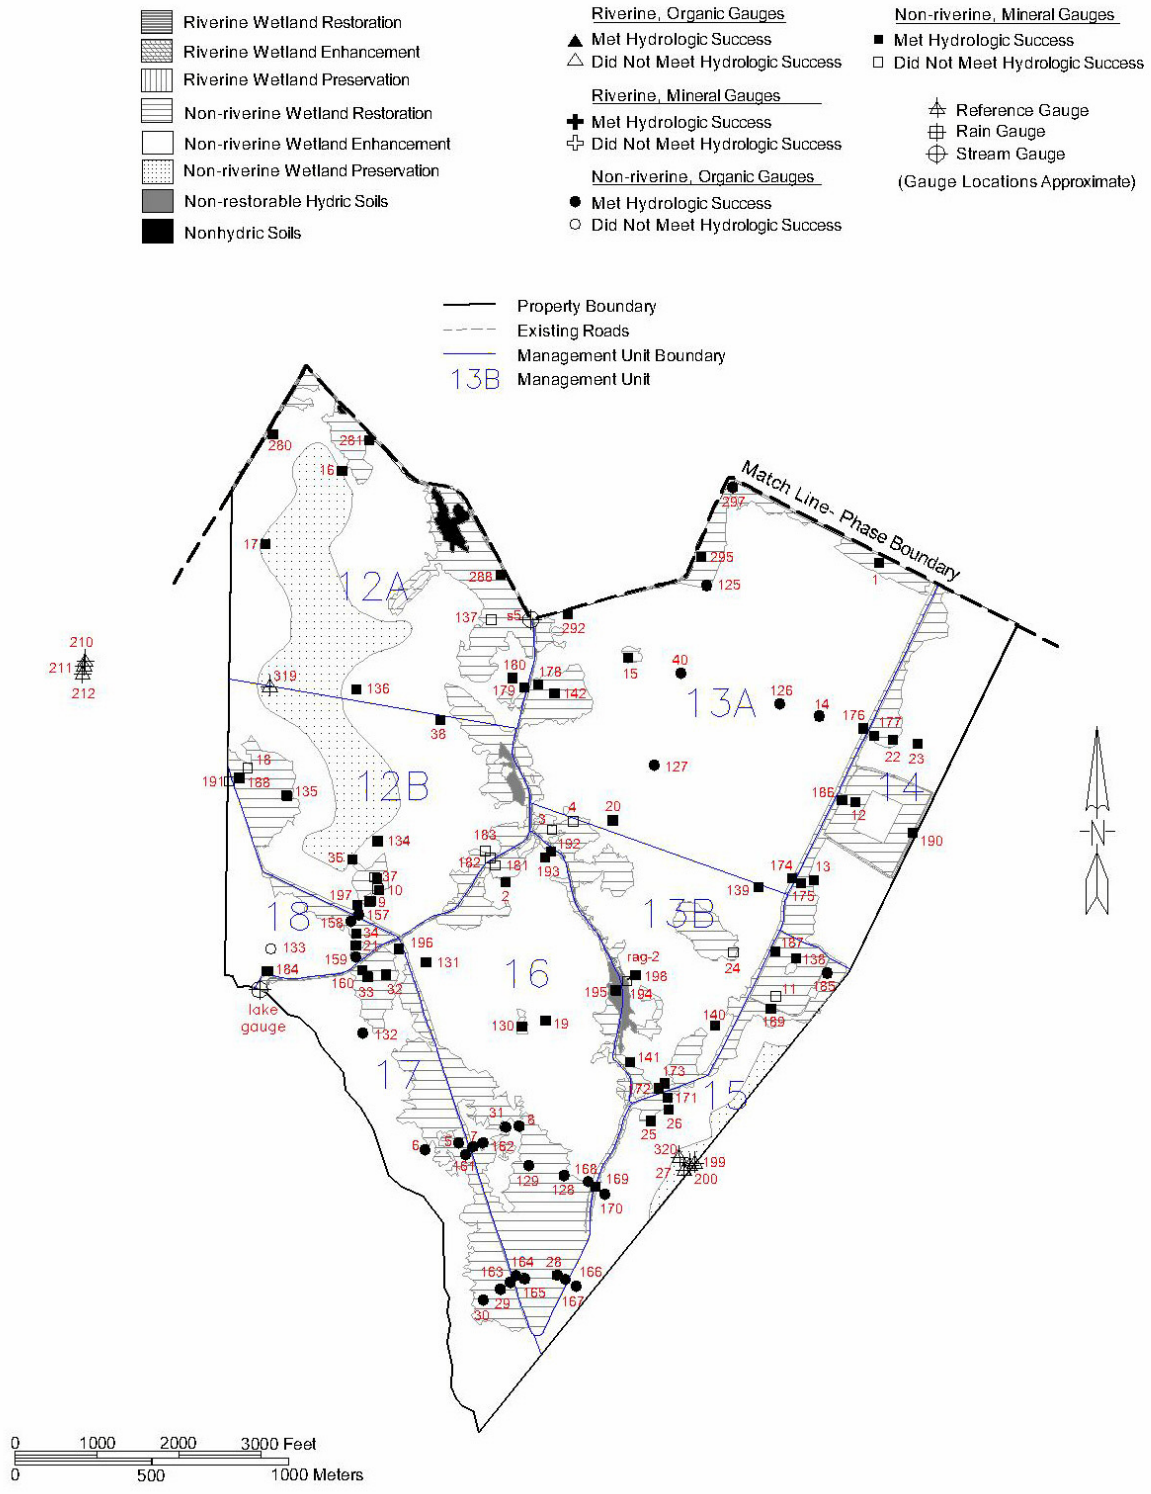 Riverine Wetland Restoration
Riverine Wetland Enhancement
Riverine Wetland Preservation
Non-riverine Wetland Restoration
Non-riverine Wetland Enhancement
Non-riverine Wetland Preservation
Non-restorable Hydric Soils
Nonhydric Soils
Riverine, Organic Gauges
Met Hydrologic Success
Did Not Meet Hydrologic Success
Riverine, Mineral Gauges
Met Hydrologic Success
Did Not Meet Hydrologic Success
Non-riverine, Organic Gauges
Met Hydrologic Success
Did Not Meet Hydrologic Success
Non-riverine, Mineral Gauges
Met Hydrologic Success
Did Not Meet Hydrologic Success
Reference Gauge
Rain Gauge
Stream Gauge
(Gauge Locations Approximate)
Property Boundary
Existing Roads
Management Unit Boundary
13B Management Unit
280
281
16
Match Line- Phase Boundary
297
17
295
1
288
12A
125
137
s5
292
210
211
212
319
180
179
178
142
15
40
136
13A
126
14
38
176
177
22
23
18
191
188
135
12B
127
14
186
12
190
4
3
20
134
183
192
36
182
181
193
37
174
13
175
10
2
139
197
9
18
157
158
13B
34
133
21
196
187
159
131
16
rag-2
24
138
184
198
185
160
33
32
195
194
11
lake
gauge
189
130
19
140
132
141
17
173
172
15
171
31
8
26
25
7
5
6
162
161
320
199
129
27
200
128
168
169
170
164
28
163
166
165
29
167
30
N
0 1000 2000 3000 Feet
0 500 1000 Meters